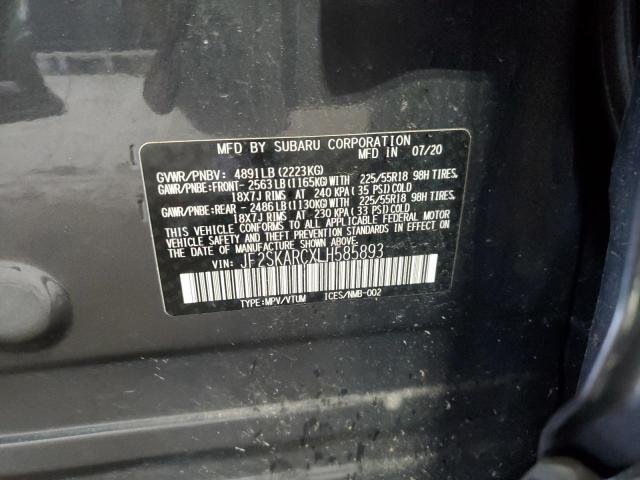 MFD BY SUBARU CORPORATION
MFD IN 07/20
GVWR/PNBV: 4891LB(2223KG)
GAWR/PNBE:FRONT- 2563LB(1165KG)WITH 225/55R18 98H TIRES.
18X7J RIMS AT 240 KPA(35 PSI)COLD
GAWR/PNBE:REAR - 2486LB(1130KG)WITH 225/55R18 98H TIRES.
18X7J RIMS AT 230 KPA(33 PSI)COLD
THIS VEHICLE CONFORMS TO ALL APPLICABLE FEDERAL MOTOR
VEHICLE SAFETY AND THEFT PREVENTION STANDARDS IN EFFECT ON
THE DATE OF MANUFACTURE SHOWN ABOVE.
VIN: JF2SKARCXLH585893
TYPE:MPV/VTUM ICES/NMB-002